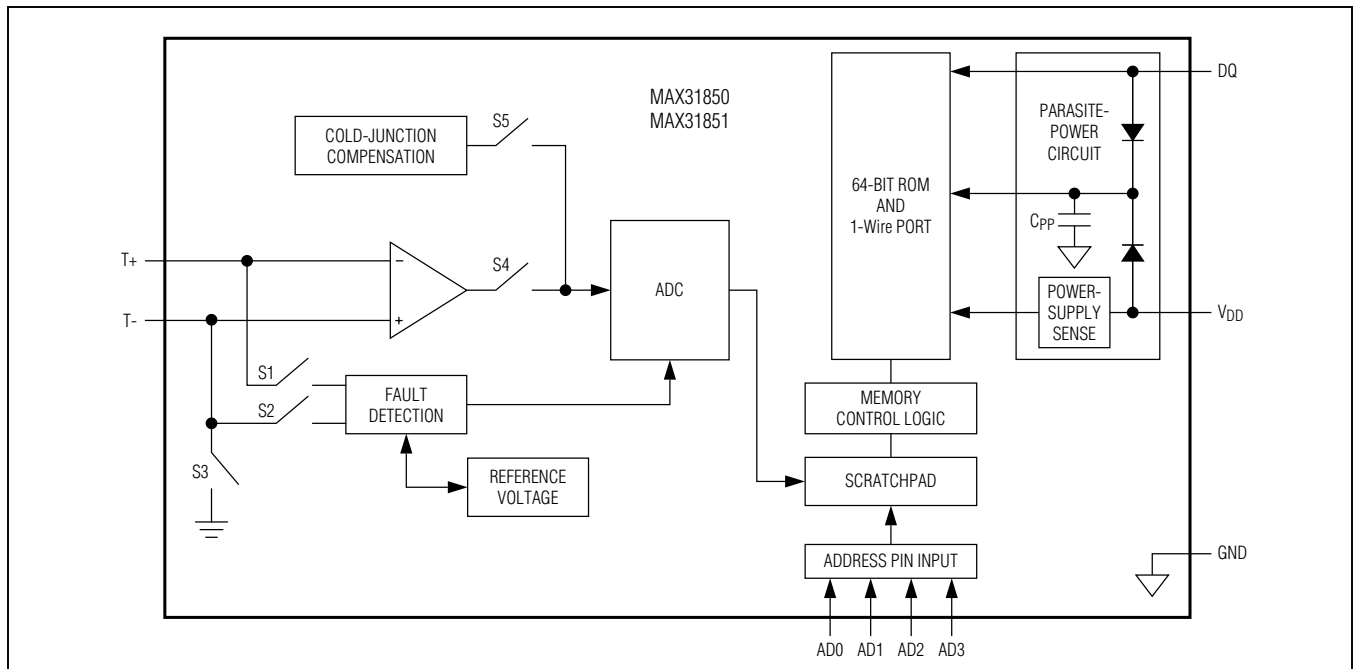 MAX31850
MAX31851
COLD-JUNCTION
COMPENSATION
S5
T+
T-
−
+
S4
ADC
S1
S2
S3
FAULT
DETECTION
REFERENCE
VOLTAGE
64-BIT ROM
AND
1-Wire PORT
PARASITE-
POWER
CIRCUIT
CPP
POWER-
SUPPLY
SENSE
DQ
VDD
MEMORY
CONTROL LOGIC
SCRATCHPAD
ADDRESS PIN INPUT
GND
AD0 AD1 AD2 AD3